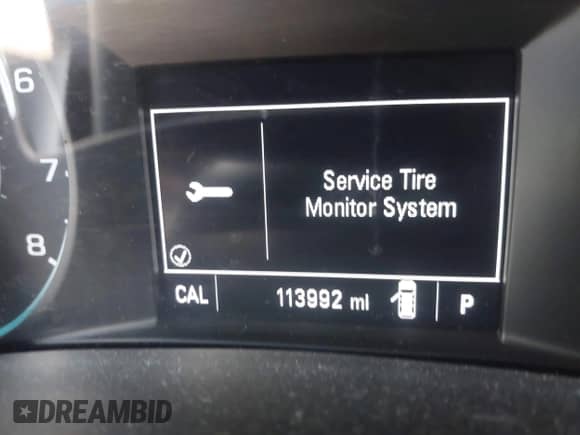 6
7
8
Service Tire
Monitor System
CAL
113992 mi
P
DREAMBID